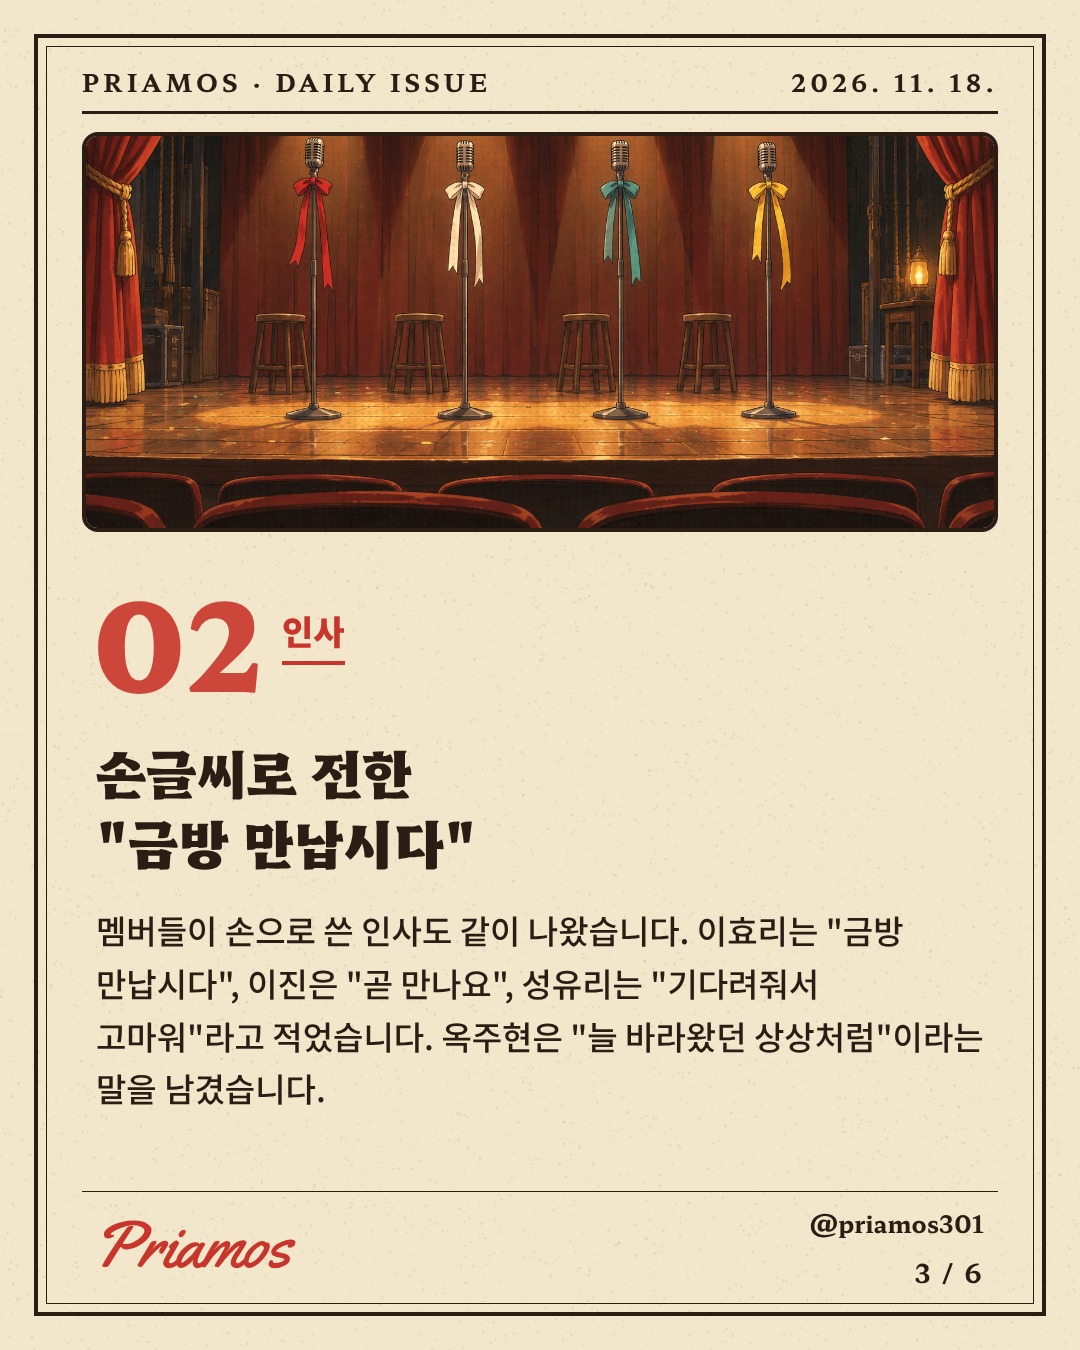 PRIAMOS · DAILY ISSUE
2026. 11. 18.
02
인사
손글씨로 전한
"금방 만납시다"
멤버들이 손으로 쓴 인사도 같이 나왔습니다. 이효리는 "금방
만납시다", 이진은 "곧 만나요", 성유리는 "기다려줘서
고마워"라고 적었습니다. 옥주현은 "늘 바라왔던 상상처럼"이라는
말을 남겼습니다.
Priamos
@priamos301
3 / 6